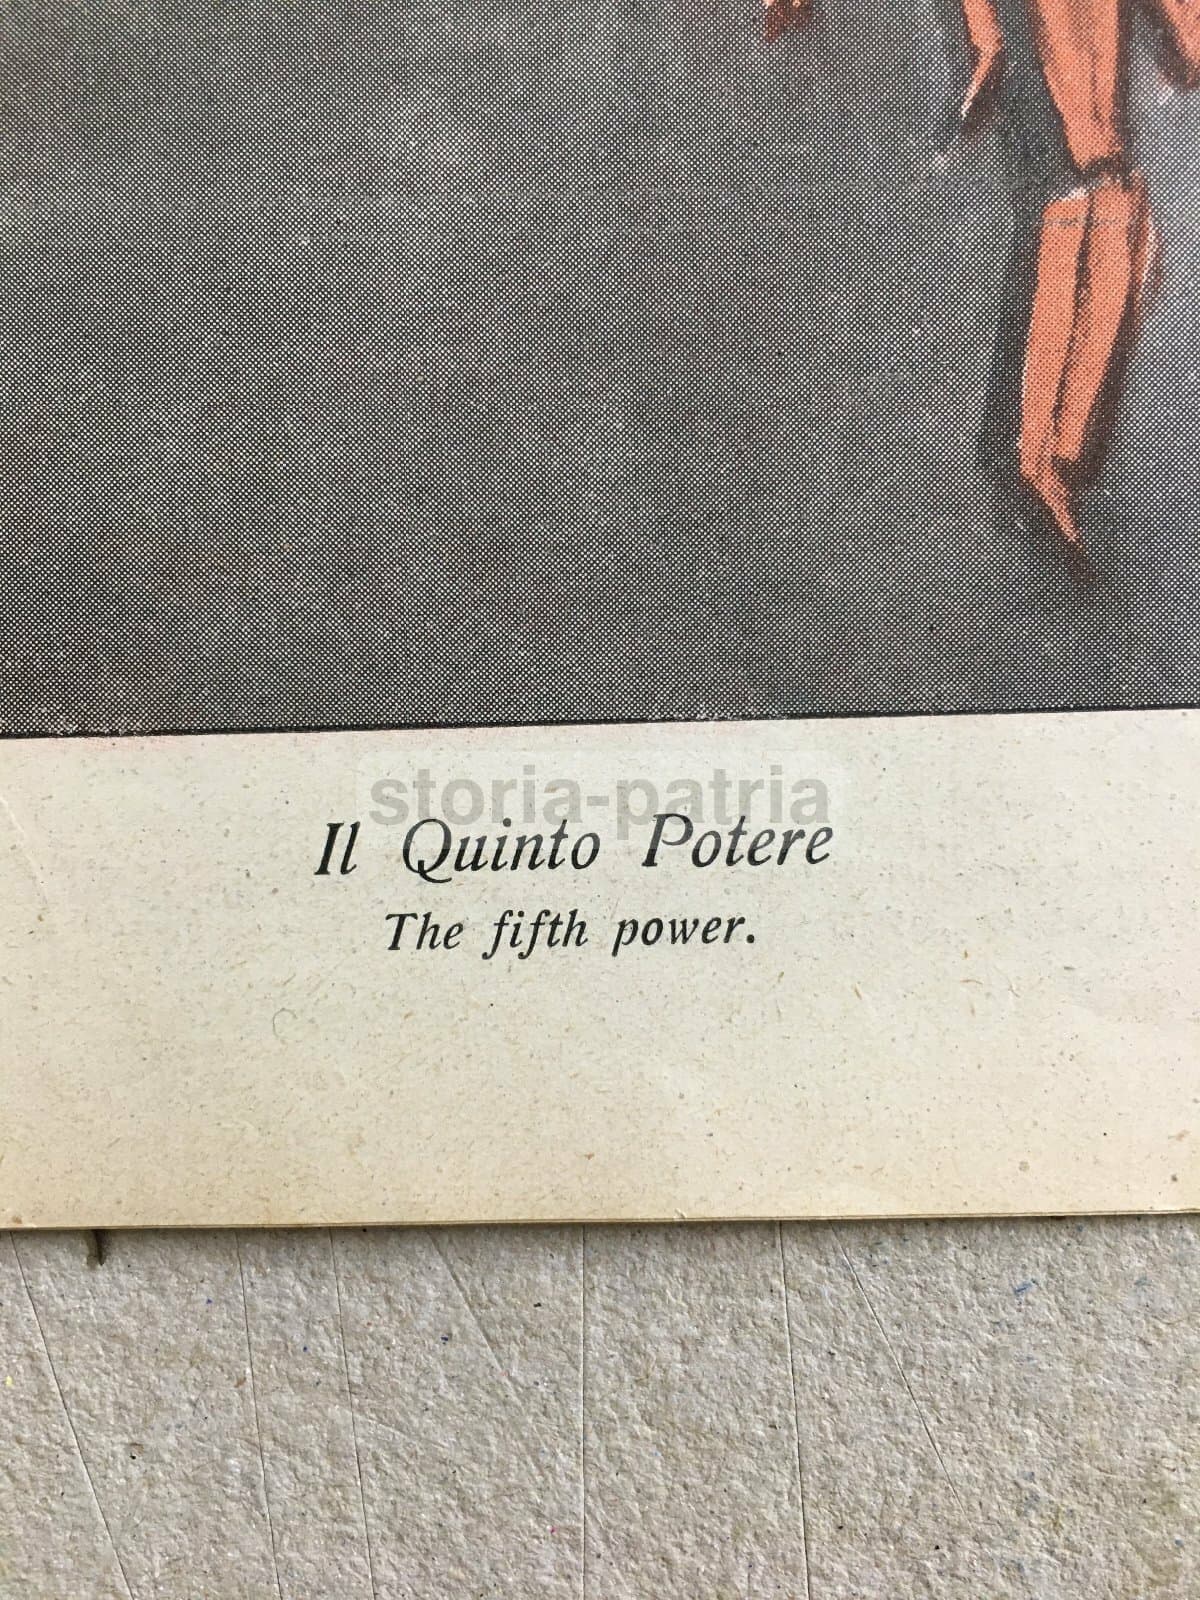 storia-patria
Il Quinto Potere
The fifth power.